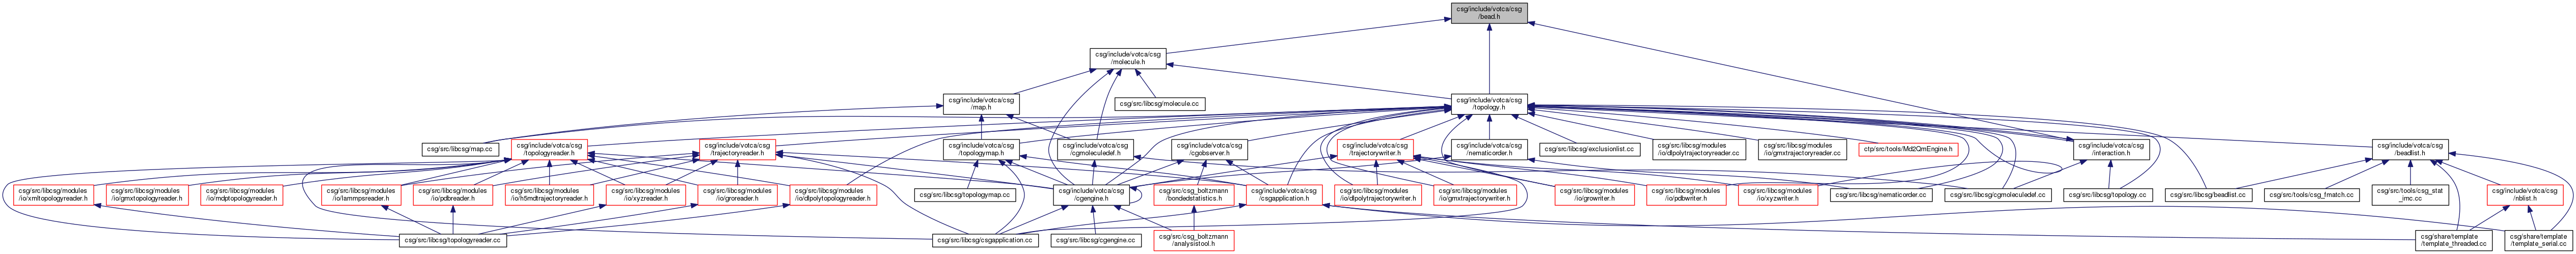 csg/include/votca/csg
/bead.h
csg/include/votca/csg
/molecule.h
csg/include/votca/csg
/map.h
csg/src/libcsg/molecule.cc
csg/include/votca/csg
/topology.h
csg/src/libcsg/map.cc
csg/include/votca/csg
/topologyreader.h
csg/include/votca/csg
/trajectoryreader.h
csg/include/votca/csg
/topologymap.h
csg/include/votca/csg
/cgmoleculedef.h
csg/include/votca/csg
/cgobserver.h
csg/include/votca/csg
/trajectorywriter.h
csg/include/votca/csg
/nematicorder.h
csg/src/libcsg/exclusionlist.cc
csg/src/libcsg/modules
/io/dlpolytrajectoryreader.cc
csg/src/libcsg/modules
/io/gmxtrajectoryreader.cc
ctp/src/tools/Md2QmEngine.h
csg/include/votca/csg
/interaction.h
csg/include/votca/csg
/beadlist.h
csg/src/libcsg/modules
/io/xmltopologyreader.h
csg/src/libcsg/modules
/io/gmxtopologyreader.h
csg/src/libcsg/modules
/io/mdptopologyreader.h
csg/src/libcsg/modules
/io/lammpsreader.h
csg/src/libcsg/modules
/io/pdbreader.h
csg/src/libcsg/modules
/io/h5mdtrajectoryreader.h
csg/src/libcsg/modules
/io/xyzreader.h
csg/src/libcsg/modules
/io/groreader.h
csg/src/libcsg/modules
/io/dlpolytopologyreader.h
csg/src/libcsg/topologymap.cc
csg/include/votca/csg
/cgengine.h
csg/src/csg_boltzmann
/bondedstatistics.h
csg/include/votca/csg
/csgapplication.h
csg/src/libcsg/modules
/io/dlpolytrajectorywriter.h
csg/src/libcsg/modules
/io/gmxtrajectorywriter.h
csg/src/libcsg/modules
/io/growriter.h
csg/src/libcsg/modules
/io/pdbwriter.h
csg/src/libcsg/modules
/io/xyzwriter.h
csg/src/libcsg/nematicorder.cc
csg/src/libcsg/cgmoleculedef.cc
csg/src/libcsg/topology.cc
csg/src/libcsg/beadlist.cc
csg/src/tools/csg_fmatch.cc
csg/src/tools/csg_stat
_imc.cc
csg/include/votca/csg
/nblist.h
csg/src/libcsg/topologyreader.cc
csg/src/libcsg/csgapplication.cc
csg/src/libcsg/cgengine.cc
csg/src/csg_boltzmann
/analysistool.h
csg/share/template
/template_threaded.cc
csg/share/template
/template_serial.cc